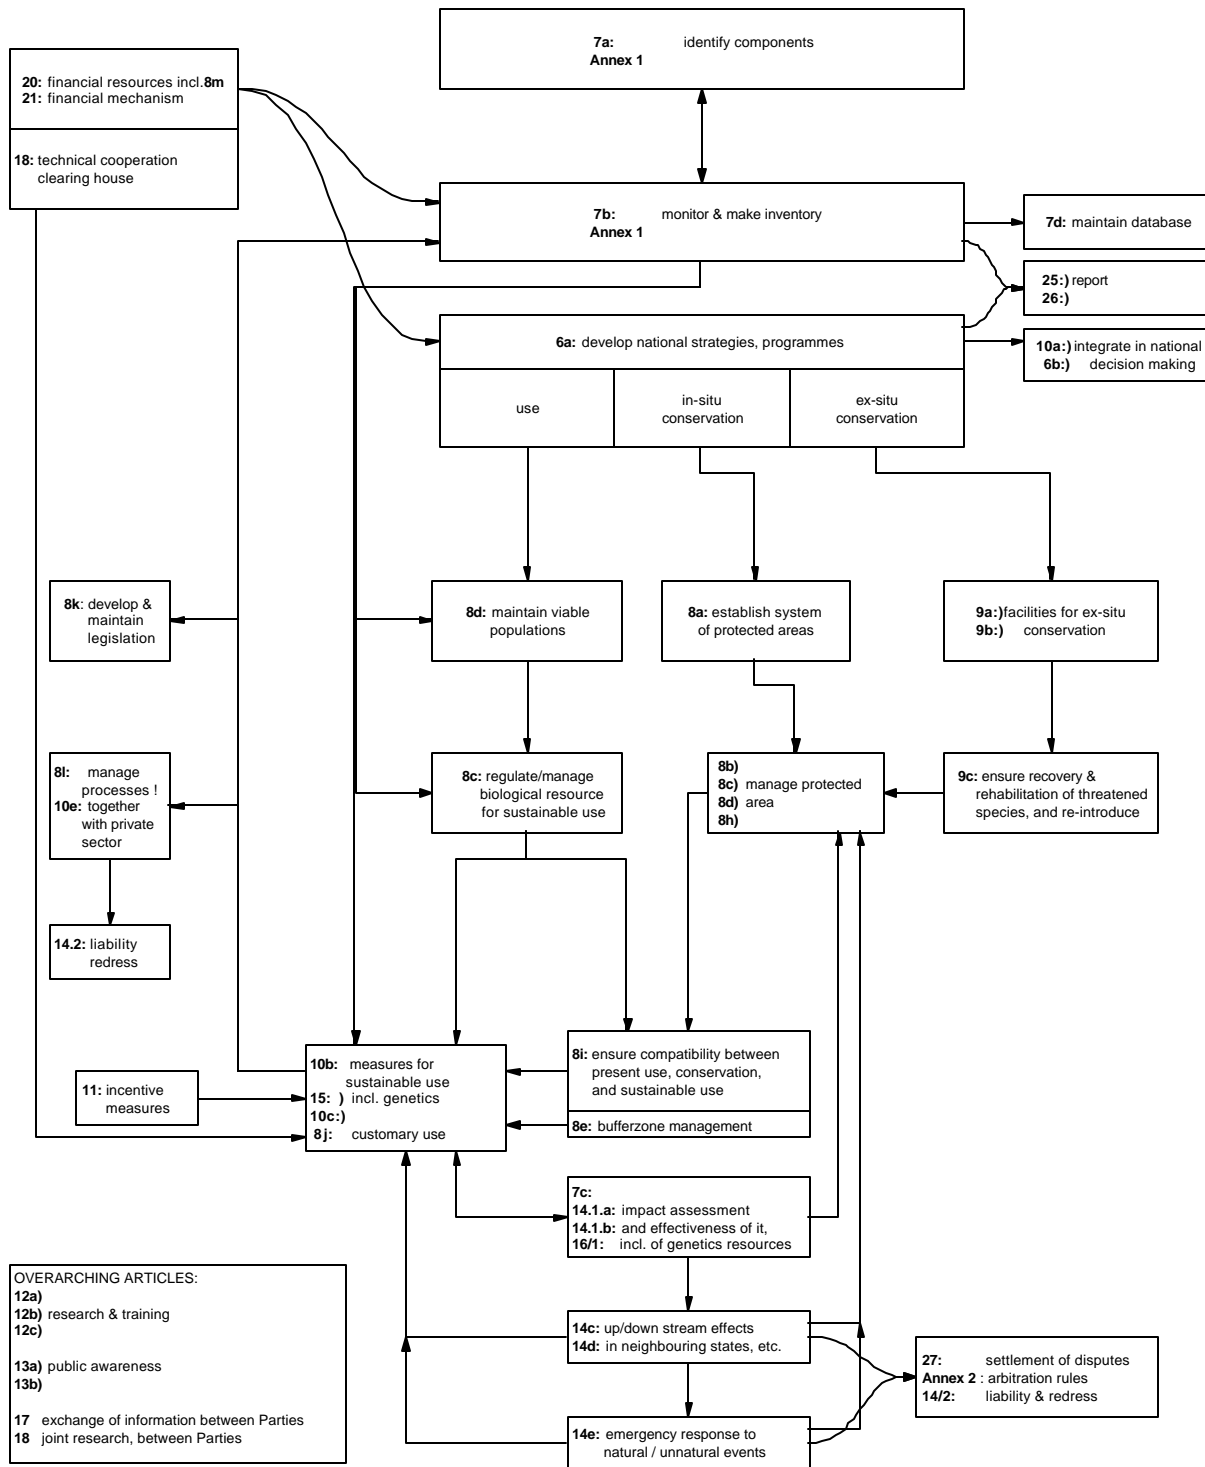 7a: identify components
Annex 1
20: financial resources incl.8m
21: financial mechanism
18: technical cooperation
clearing house
7b: monitor & make inventory
Annex 1
7d: maintain database
25:) report
26:)
6a: develop national strategies, programmes
10a:) integrate in national
6b:) decision making
use
in-situ
conservation
ex-situ
conservation
8k: develop &
maintain
legislation
8d: maintain viable
populations
8a: establish system
of protected areas
9a:) facilities for ex-situ
9b:) conservation
8l: manage
processes !
10e: together
with private
sector
8c: regulate/manage
biological resource
for sustainable use
8b)
8c) manage protected
8d) area
8h)
9c: ensure recovery &
rehabilitation of threatened
species, and re-introduce
14.2: liability
redress
10b: measures for
sustainable use
15: ) incl. genetics
10c:)
8j: customary use
8i: ensure compatibility between
present use, conservation,
and sustainable use
8e: bufferzone management
11: incentive
measures
7c:
14.1.a: impact assessment
14.1.b: and effectiveness of it,
16/1: incl. of genetics resources
OVERARCHING ARTICLES:
12a)
12b) research & training
12c)
13a) public awareness
13b)
17 exchange of information between Parties
18 joint research, between Parties
14c: up/down stream effects
14d: in neighbouring states, etc.
27: settlement of disputes
Annex 2 : arbitration rules
14/2: liability & redress
14e: emergency response to
natural / unnatural events